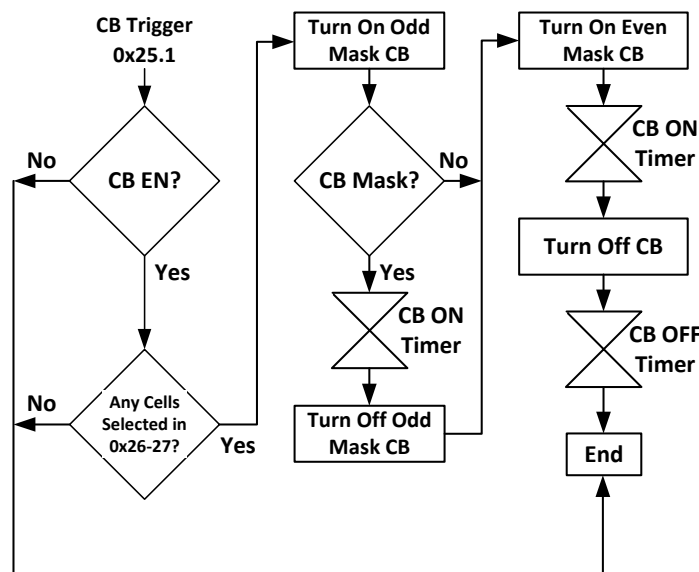 CB Trigger
0x25.1
No
CB EN?
Yes
No
Any Cells
Selected in
0x26-27?
Yes
Turn On Odd
Mask CB
CB Mask?
No
Yes
CB ON
Timer
Turn Off Odd
Mask CB
Turn On Even
Mask CB
CB ON
Timer
Turn Off CB
CB OFF
Timer
End